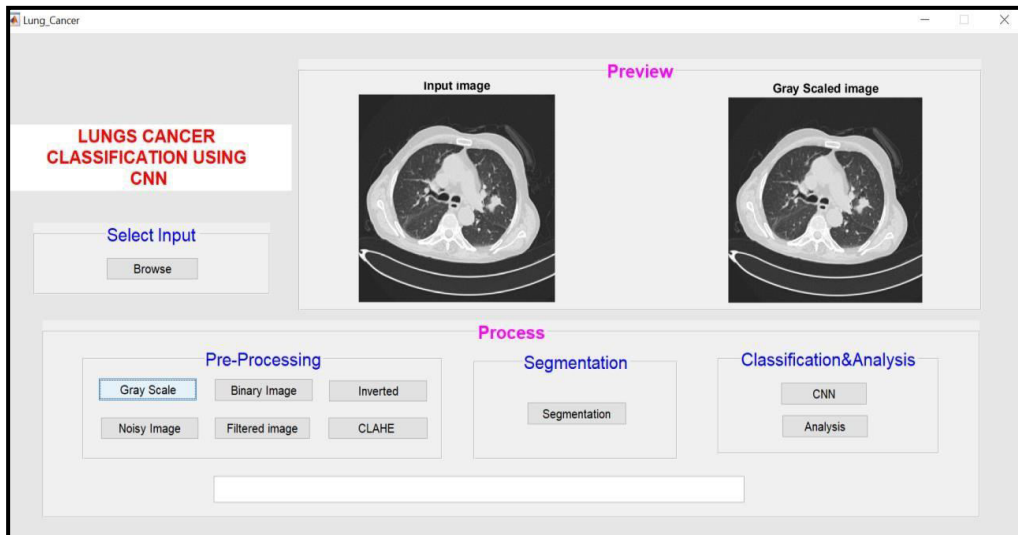 Lung_Cancer
Preview
Input image
Gray Scaled image
LUNGS CANCER
CLASSIFICATION USING
CNN
Select Input
Browse
Process
Pre-Processing
Segmentation
Classification&Analysis
Gray Scale
Binary Image
Inverted
CNN
Segmentation
Noisy Image
Filtered image
CLAHE
Analysis